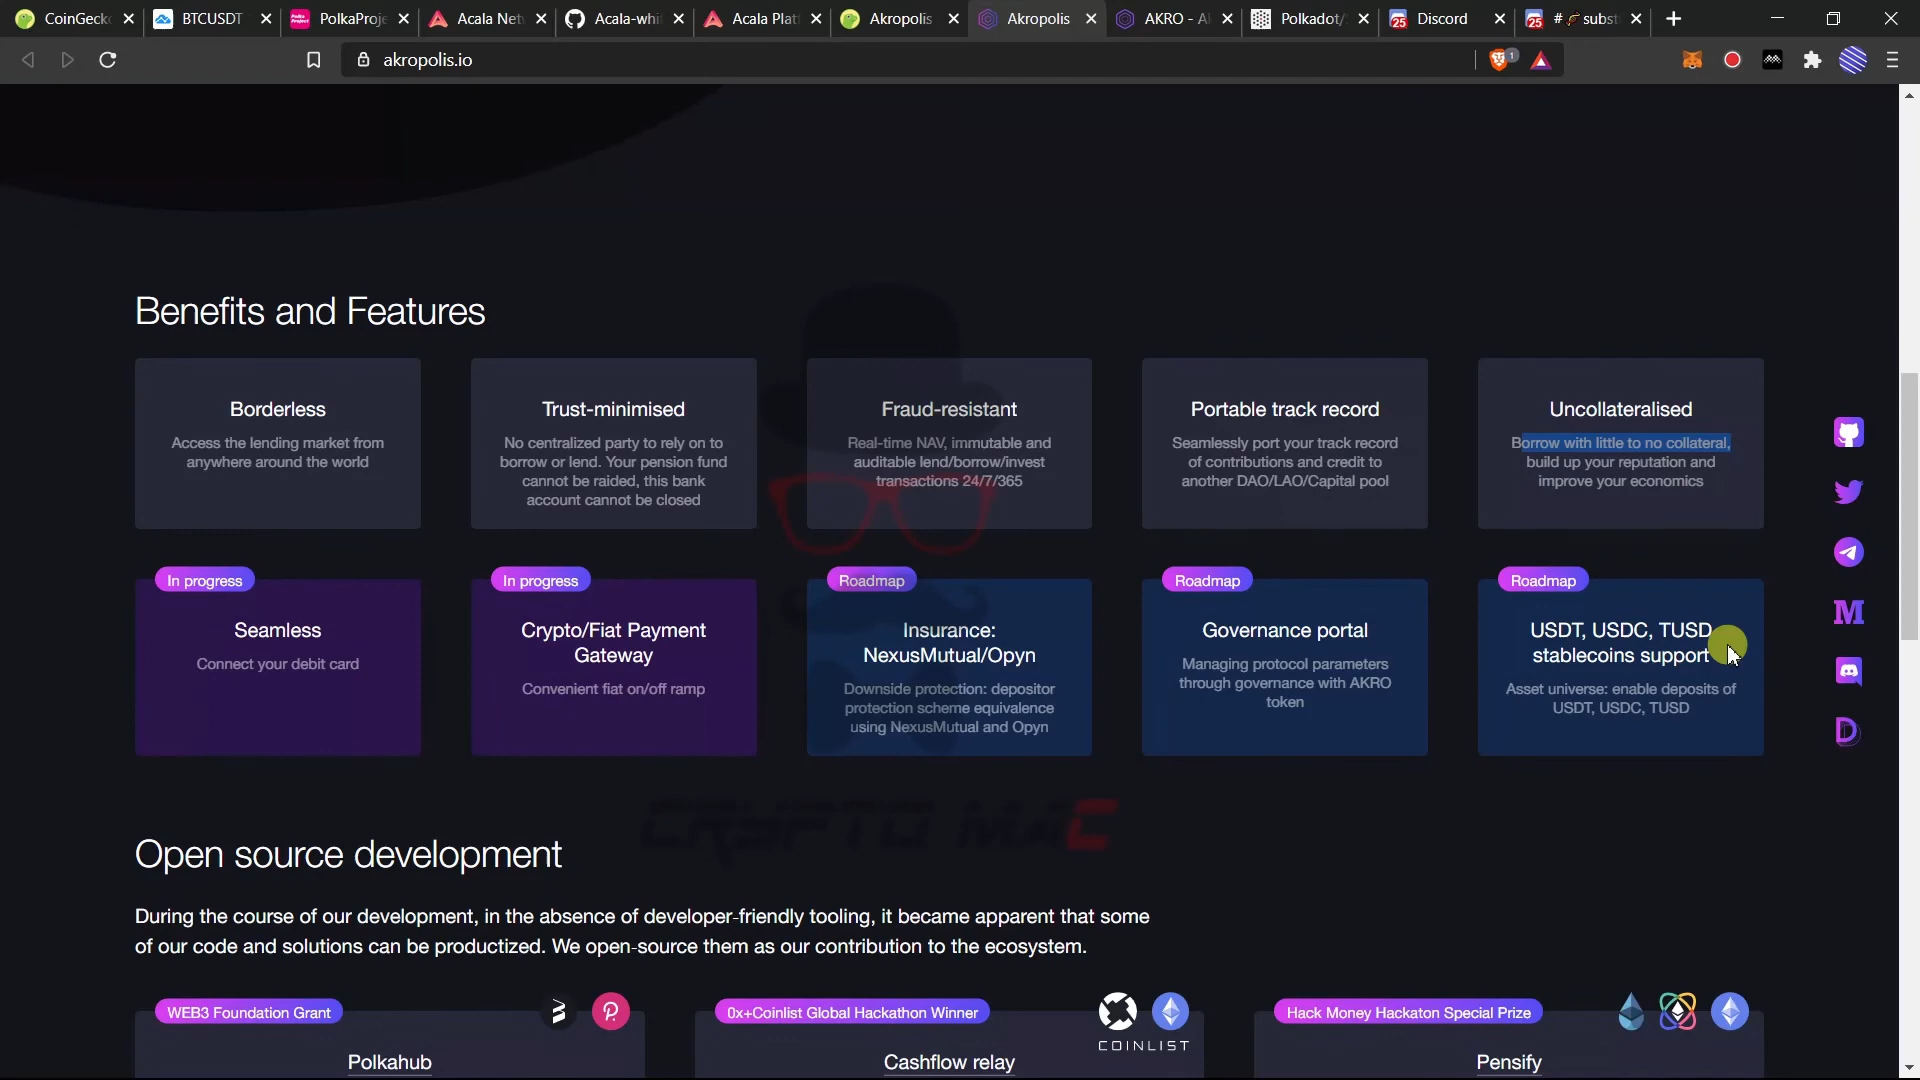 CoinGeck
BTCUSDT
PolkaProje
Acala Net
Acala-whi
Acala Plat
Akropolis
Akropolis
AKRO - A
Polkadot/
Discord
# subst
akropolis.io
Benefits and Features
Borderless
Access the lending market from
anywhere around the world
Trust-minimised
No centralized party to rely on to
borrow or lend. Your pension fund
cannot be raided, this bank
account cannot be closed
Fraud-resistant
Real-time NAV, immutable and
auditable lend/borrow/invest
transactions 24/7/365
Portable track record
Seamlessly port your track record
of contributions and credit to
another DAO/LAO/Capital pool
Uncollateralised
Borrow with little to no collateral,
build up your reputation and
improve your economics
In progress
Seamless
Connect your debit card
In progress
Crypto/Fiat Payment
Gateway
Convenient fiat on/off ramp
Roadmap
Insurance:
NexusMutual/Opyn
Downside protection: depositor
protection scheme equivalence
using NexusMutual and Opyn
Roadmap
Governance portal
Managing protocol parameters
through governance with AKRO
token
Roadmap
USDT, USDC, TUSD
stablecoins support
Asset universe: enable deposits of
USDT, USDC, TUSD
CRYPTO MAC
Open source development
During the course of our development, in the absence of developer-friendly tooling, it became apparent that some
of our code and solutions can be productized. We open-source them as our contribution to the ecosystem.
WEB3 Foundation Grant
Polkahub
0x+Coinlist Global Hackathon Winner
COINLIST
Cashflow relay
Hack Money Hackaton Special Prize
Pensify